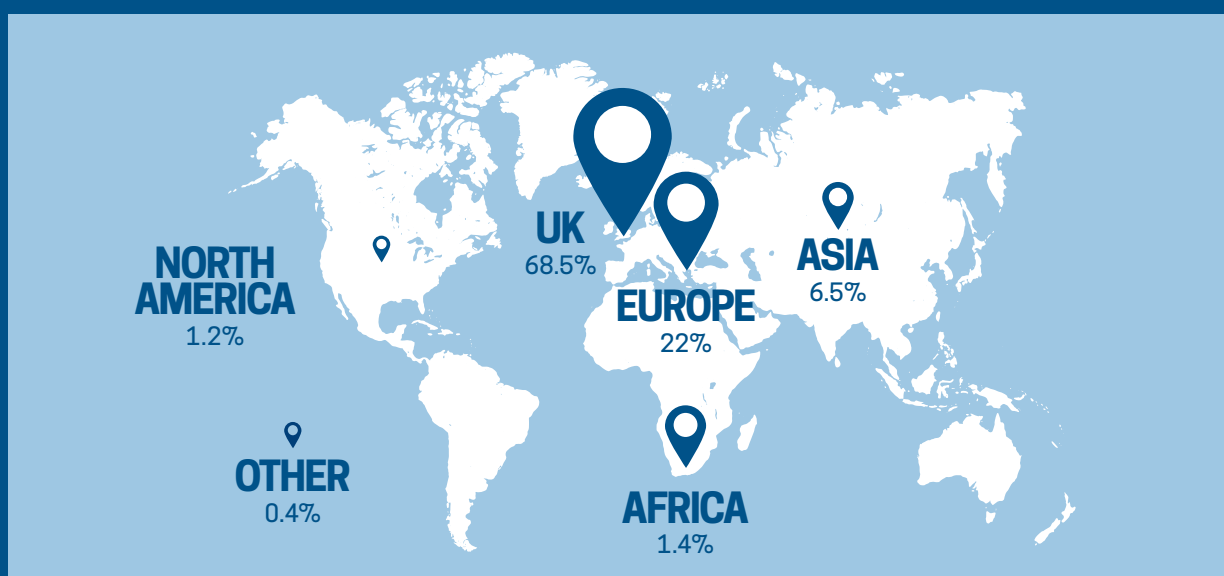 UK
68.5%
NORTH
AMERICA
1.2%
ASIA
6.5%
EUROPE
22%
OTHER
0.4%
AFRICA
1.4%